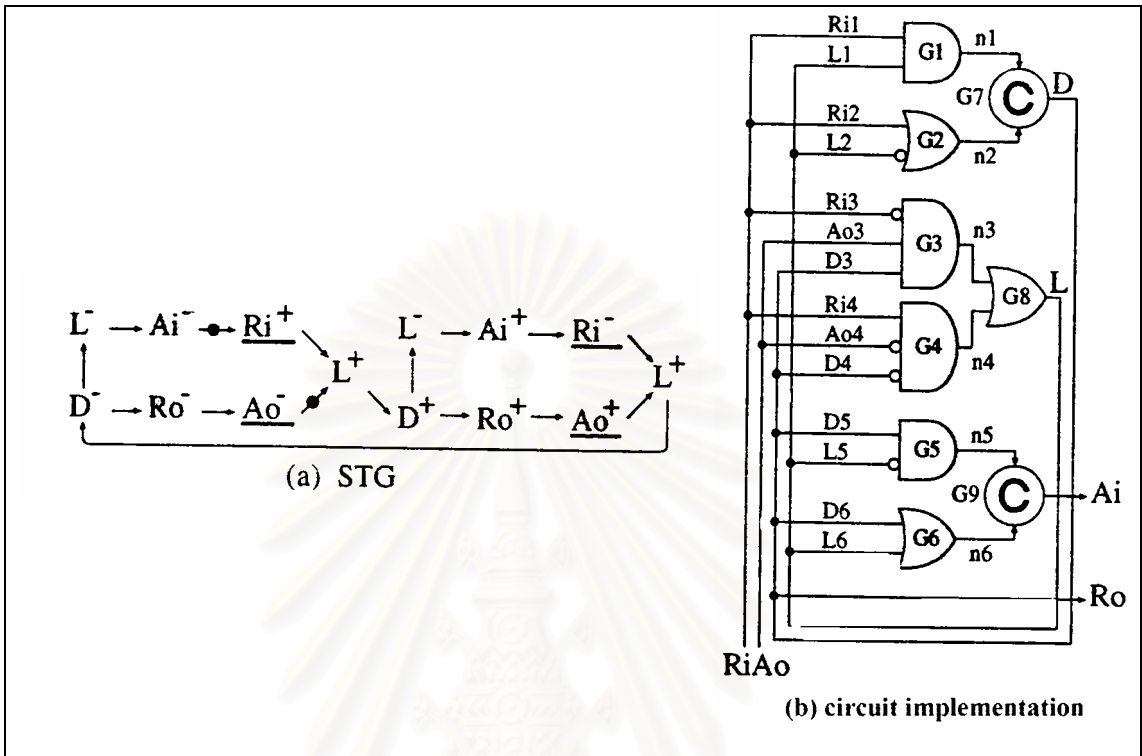 L⁻ Ai⁻ Ri⁺ L⁻ Ai⁺ Ri⁻
L⁺ L⁺
D⁻ Ro⁻ Ao⁻ D⁺ Ro⁺ Ao⁺
(a) STG
Ri1
L1
G1
n1
G7
C
D
Ri2
L2
G2
n2
Ri3
Ao3
D3
G3
n3
G8
L
Ri4
Ao4
D4
G4
n4
D5
L5
G5
n5
G9
C
Ai
D6
L6
G6
n6
Ro
RiAo
(b) circuit implementation